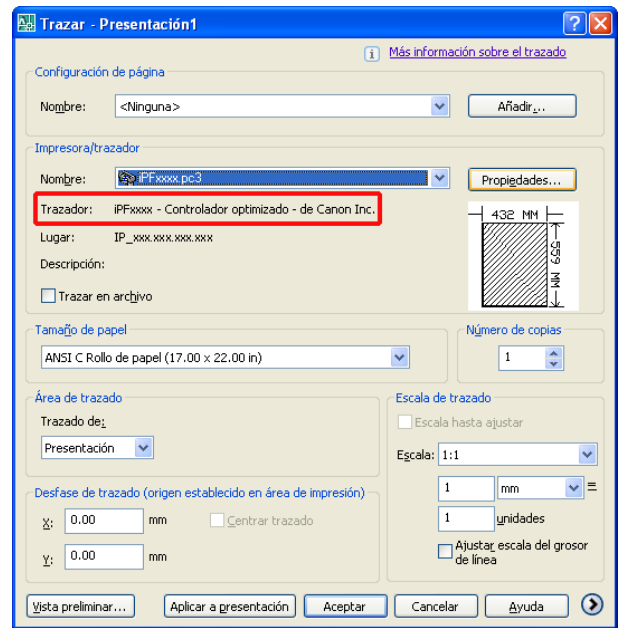 Trazar - Presentación1
Más información sobre el trazado
Configuración de página
Nombre: <Ninguna> Añadir...
Impresora/trazador
Nombre: iPFxxxx.pc3 Propiedades...
Trazador: iPFxxxx - Controlador optimizado - de Canon Inc.
Lugar: IP_xxx.xxx.xxx.xxx
Descripción:
Trazar en archivo
432 MM
559 MM
Tamaño de papel
ANSI C Rollo de papel (17.00 x 22.00 in)
Número de copias
1
Área de trazado
Trazado de:
Presentación
Escala de trazado
Escala hasta ajustar
Escala: 1:1
1 mm =
1 unidades
Ajustar escala del grosor
de línea
Desfase de trazado (origen establecido en área de impresión)
X: 0.00 mm Centrar trazado
Y: 0.00 mm
Vista preliminar... Aplicar a presentación Aceptar Cancelar Ayuda